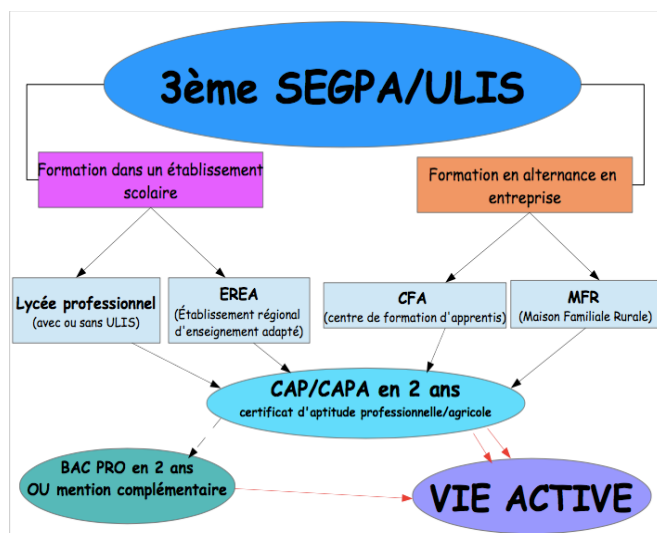 3ème SEGPA/ULIS
Formation dans un établissement
scolaire
Formation en alternance en
entreprise
Lycée professionnel
(avec ou sans ULIS)
EREA
(Établissement régional
d'enseignement adapté)
CFA
(centre de formation d'apprentis)
MFR
(Maison Familiale Rurale)
CAP/CAPA en 2 ans
certificat d'aptitude professionnelle/agricole
BAC PRO en 2 ans
OU mention complémentaire
VIE ACTIVE